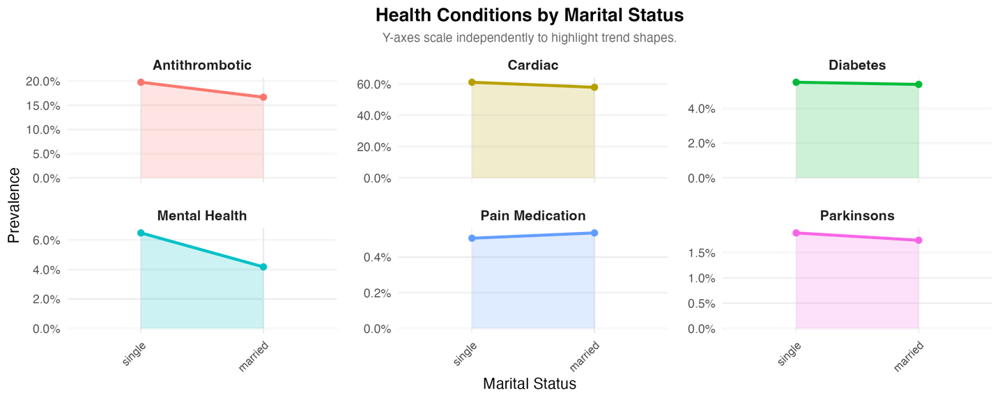 Health Conditions by Marital Status
Y-axes scale independently to highlight trend shapes.
Prevalence
Antithrombotic
20.0%
15.0%
10.0%
5.0%
0.0%
Cardiac
60.0%
40.0%
20.0%
0.0%
Diabetes
4.0%
2.0%
0.0%
Mental Health
6.0%
4.0%
2.0%
0.0%
single
married
Pain Medication
0.4%
0.2%
0.0%
single
married
Parkinsons
1.5%
1.0%
0.5%
0.0%
single
married
Marital Status